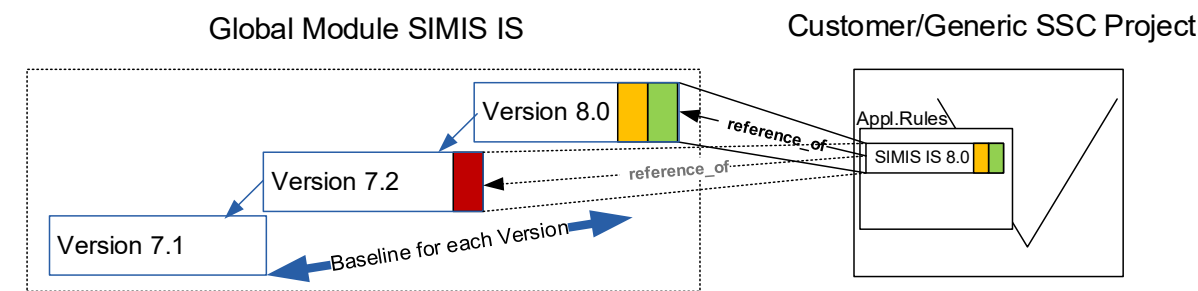 Global Module SIMIS IS
Customer/Generic SSC Project
Version 8.0
reference_of
Appl.Rules
SIMIS IS 8.0
Version 7.2
reference_of
Version 7.1
Baseline for each Version